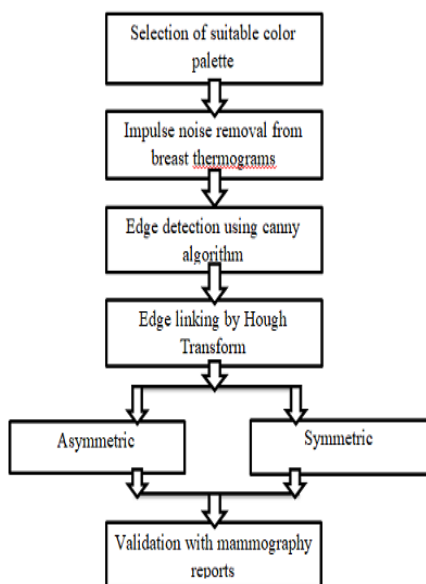 Selection of suitable color
palette
Impulse noise removal from
breast thermograms
Edge detection using canny
algorithm
Edge linking by Hough
Transform
Asymmetric
Symmetric
Validation with mammography
reports